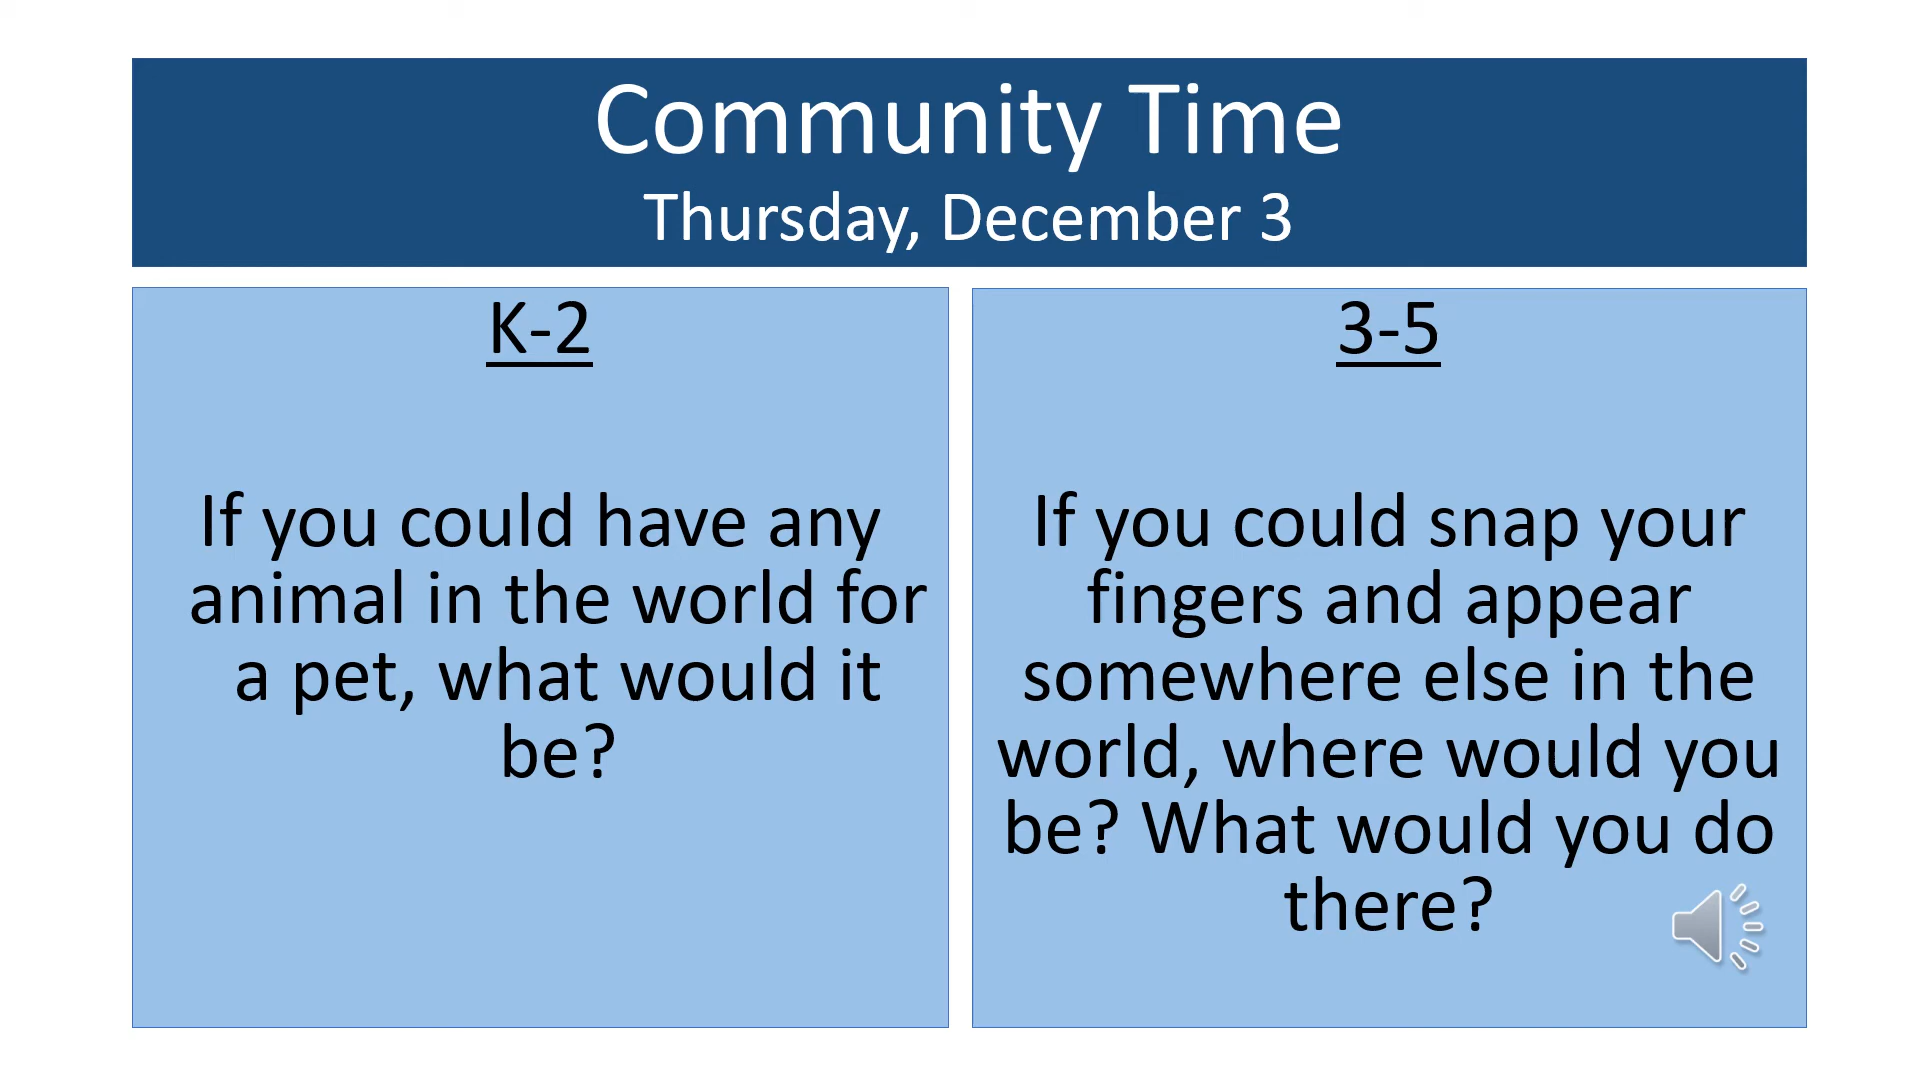 Community Time
Thursday, December 3
K-2
If you could have any
animal in the world for
a pet, what would it
be?
3-5
If you could snap your
fingers and appear
somewhere else in the
world, where would you
be? What would you do
there?